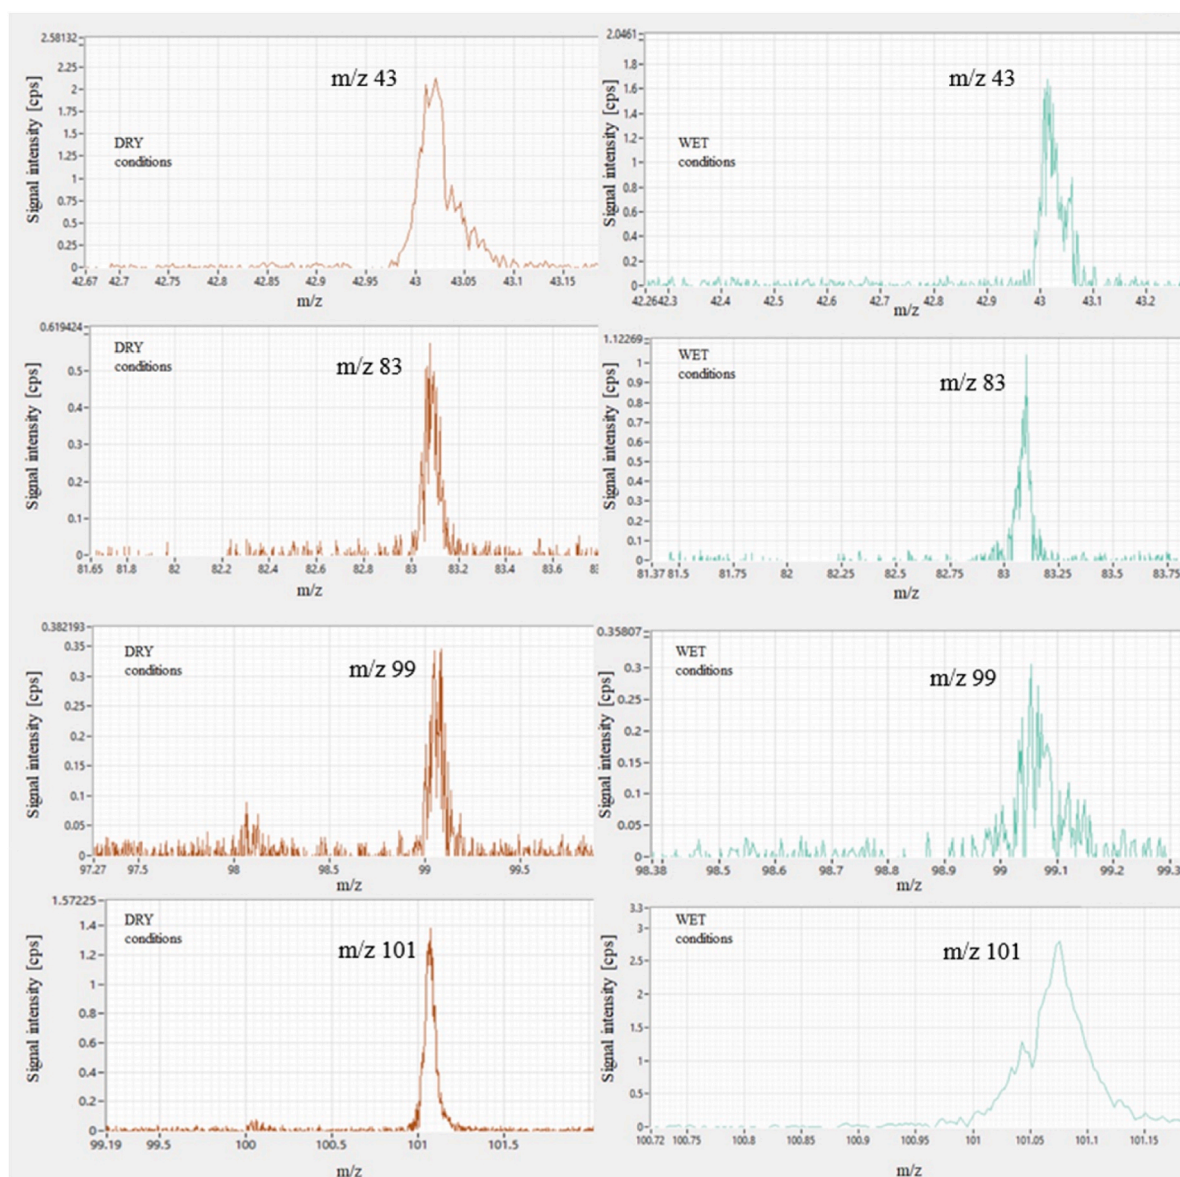 2.58132
2.25
2
1.75
1.5
1.25
1
0.75
0.5
0.25
0
Signal intensity [cps]
DRY
conditions
m/z 43
42.67 42.7 42.75 42.8 42.85 42.9 42.95 43 43.05 43.1 43.15
m/z
2.0461
1.8
1.6
1.4
1.2
1
0.8
0.6
0.4
0.2
0
Signal intensity [cps]
WET
conditions
m/z 43
42.264 42.3 42.4 42.5 42.6 42.7 42.8 42.9 43 43.1 43.2
m/z
0.619424
0.5
0.4
0.3
0.2
0.1
0
Signal intensity [cps]
DRY
conditions
m/z 83
81.65 81.8 82 82.2 82.4 82.6 82.8 83 83.2 83.4 83.6
m/z
1.12269
1
0.9
0.8
0.7
0.6
0.5
0.4
0.3
0.2
0.1
0
Signal intensity [cps]
WET
conditions
m/z 83
81.37 81.5 81.75 82 82.25 82.5 82.75 83 83.25 83.5 83.75
m/z
0.382193
0.35
0.3
0.25
0.2
0.15
0.1
0.05
0
Signal intensity [cps]
DRY
conditions
m/z 99
97.27 97.5 98 98.5 99 99.5
m/z
0.35807
0.3
0.25
0.2
0.15
0.1
0.05
0
Signal intensity [cps]
WET
conditions
m/z 99
98.38 98.5 98.6 98.7 98.8 98.9 99 99.1 99.2 99.3
m/z
1.57225
1.4
1.2
1
0.8
0.6
0.4
0.2
0
Signal intensity [cps]
DRY
conditions
m/z 101
99.19 99.5 100 100.5 101 101.5
m/z
3.3
3
2.5
2
1.5
1
0.5
0
Signal intensity [cps]
WET
conditions
m/z 101
100.72 100.75 100.8 100.85 100.9 100.95 101 101.05 101.1 101.15
m/z